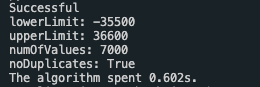 Successful
lowerLimit: -35500
upperLimit: 36600
numOfValues: 7000
noDuplicates: True
The algorithm spent 0.602s.